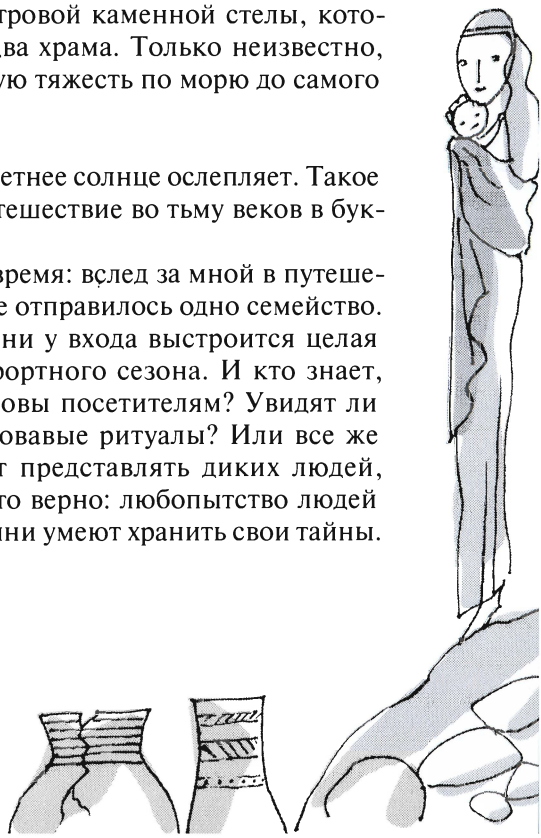 тровой каменной стелы, кото-
два храма. Только неизвестно,
ую тяжесть по морю до самого
етнее солнце ослепляет. Такое
тешествие во тьму веков в бук-
время: вслед за мной в путеше-
е отправилось одно семейство.
ни у входа выстроится целая
ортного сезона. И кто знает,
овы посетителям? Увидят ли
овавые ритуалы? Или все же
т представлять диких людей,
то верно: любопытство людей
ни умеют хранить свои тайны.